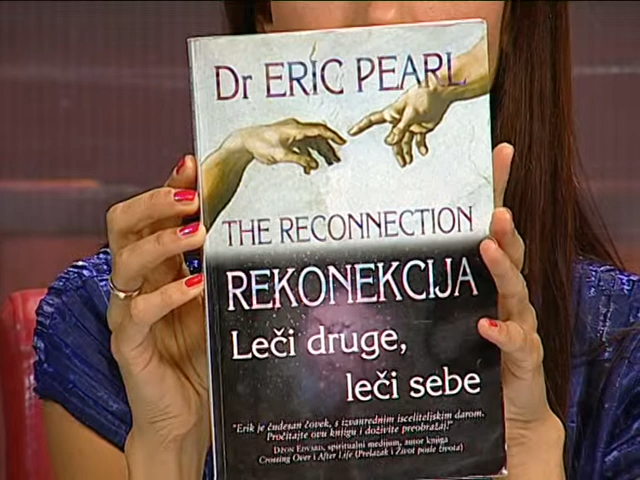 Dr ERIC PEARL
THE RECONNECTION
REKONEKCIJA
Leči druge,
leči sebe
"Erik je čudesan čovek, s izvanrednim isceliteljskim darom.
Pročitajte ovu knjigu i doživite preobražaj!"
DŽON EDVARD, spiritualni medijum, autor knjiga
Crossing Over i After Life (Prelazak i Život posle života)